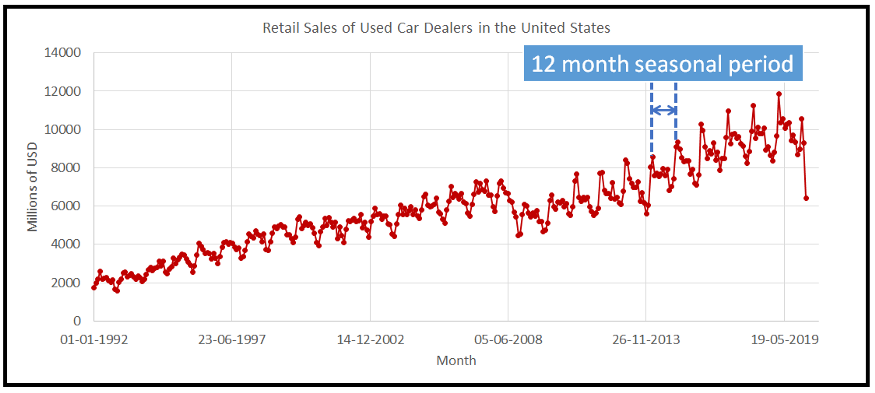 Retail Sales of Used Car Dealers in the United States
14000
12 month seasonal period
12000
10000
8000
6000
4000
2000
0
Millions of USD
01-01-1992 23-06-1997 14-12-2002 05-06-2008 26-11-2013 19-05-2019
Month